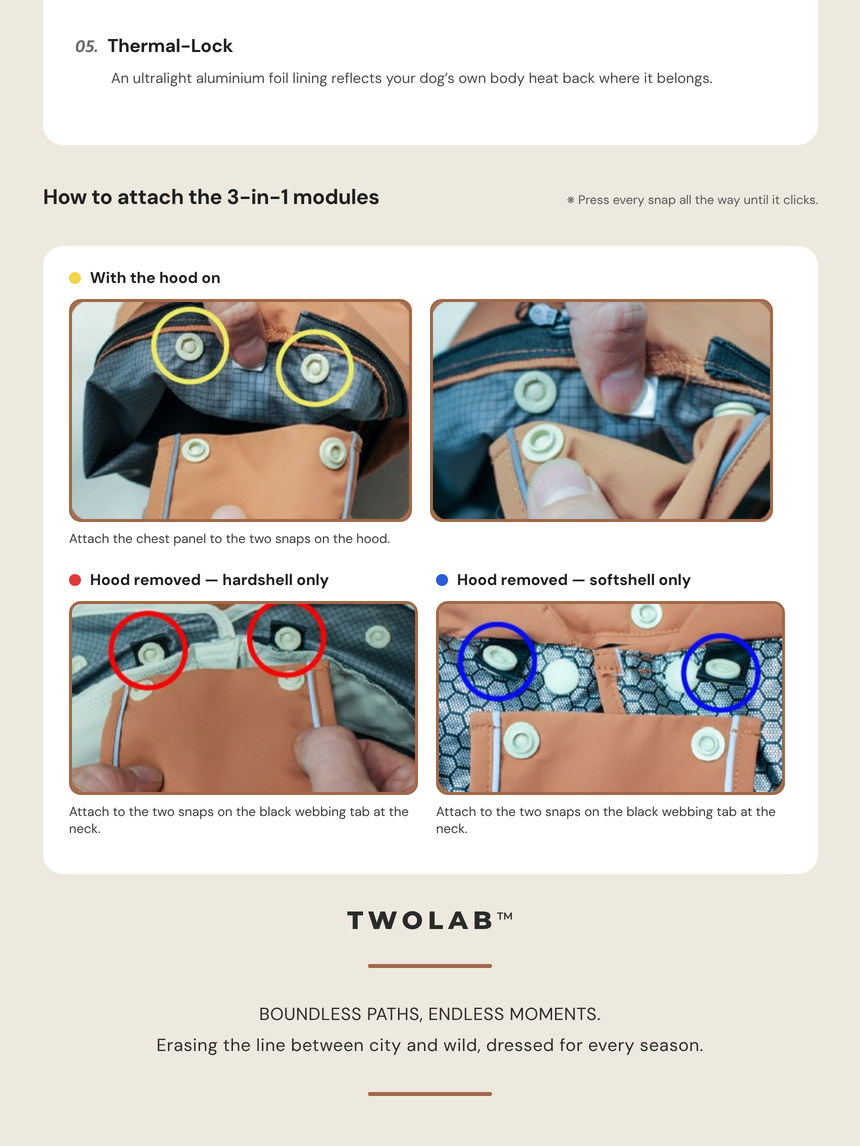 05. Thermal-Lock
An ultralight aluminium foil lining reflects your dog’s own body heat back where it belongs.
How to attach the 3-in-1 modules
※ Press every snap all the way until it clicks.
With the hood on
Attach the chest panel to the two snaps on the hood.
Hood removed — hardshell only
Attach to the two snaps on the black webbing tab at the
neck.
Hood removed — softshell only
Attach to the two snaps on the black webbing tab at the
neck.
TWOLAB™
BOUNDLESS PATHS, ENDLESS MOMENTS.
Erasing the line between city and wild, dressed for every season.